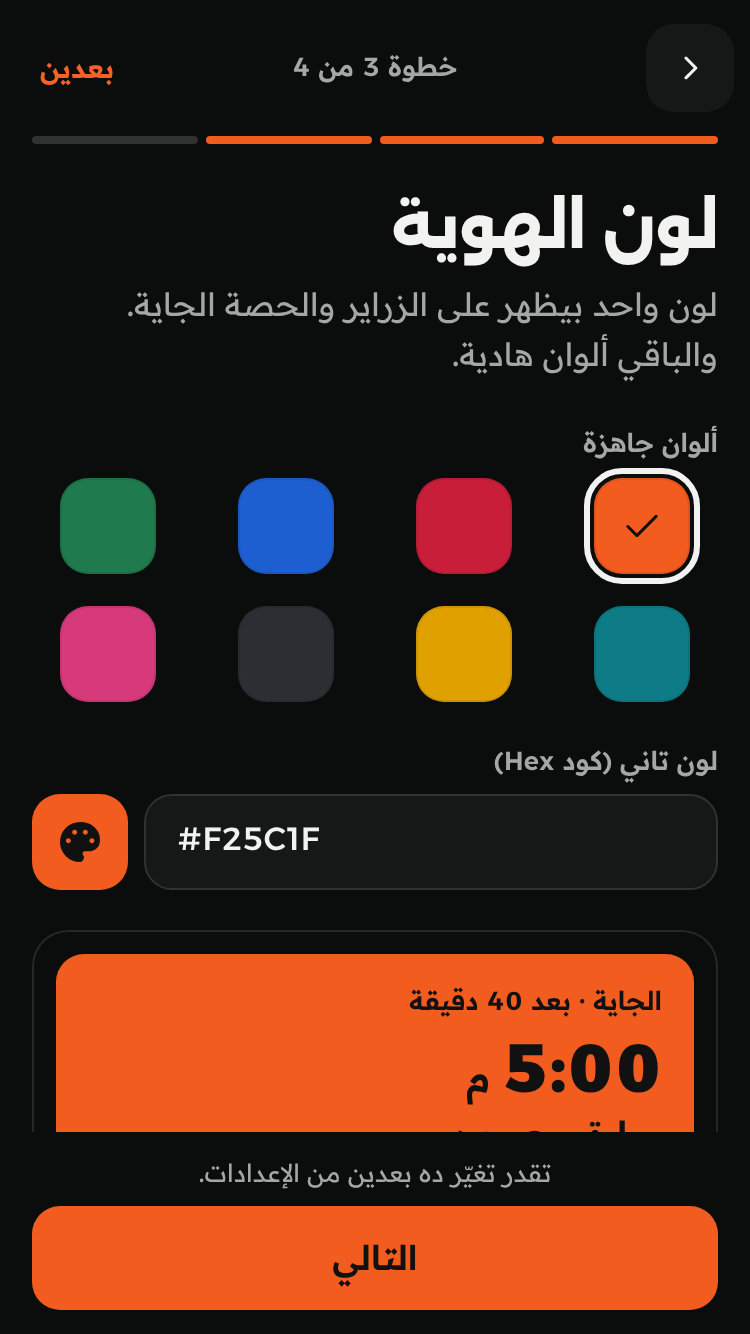 خطوة 3 من 4
بعدين
لون الهوية
لون واحد بيظهر على الزراير والحصة الجاية.
والباقي ألوان هادية.
ألوان جاهزة
لون تاني (كود Hex)
#F25C1F
الجاية · بعد 40 دقيقة
5:00 م
تقدر تغيّر ده بعدين من الإعدادات.
التالي